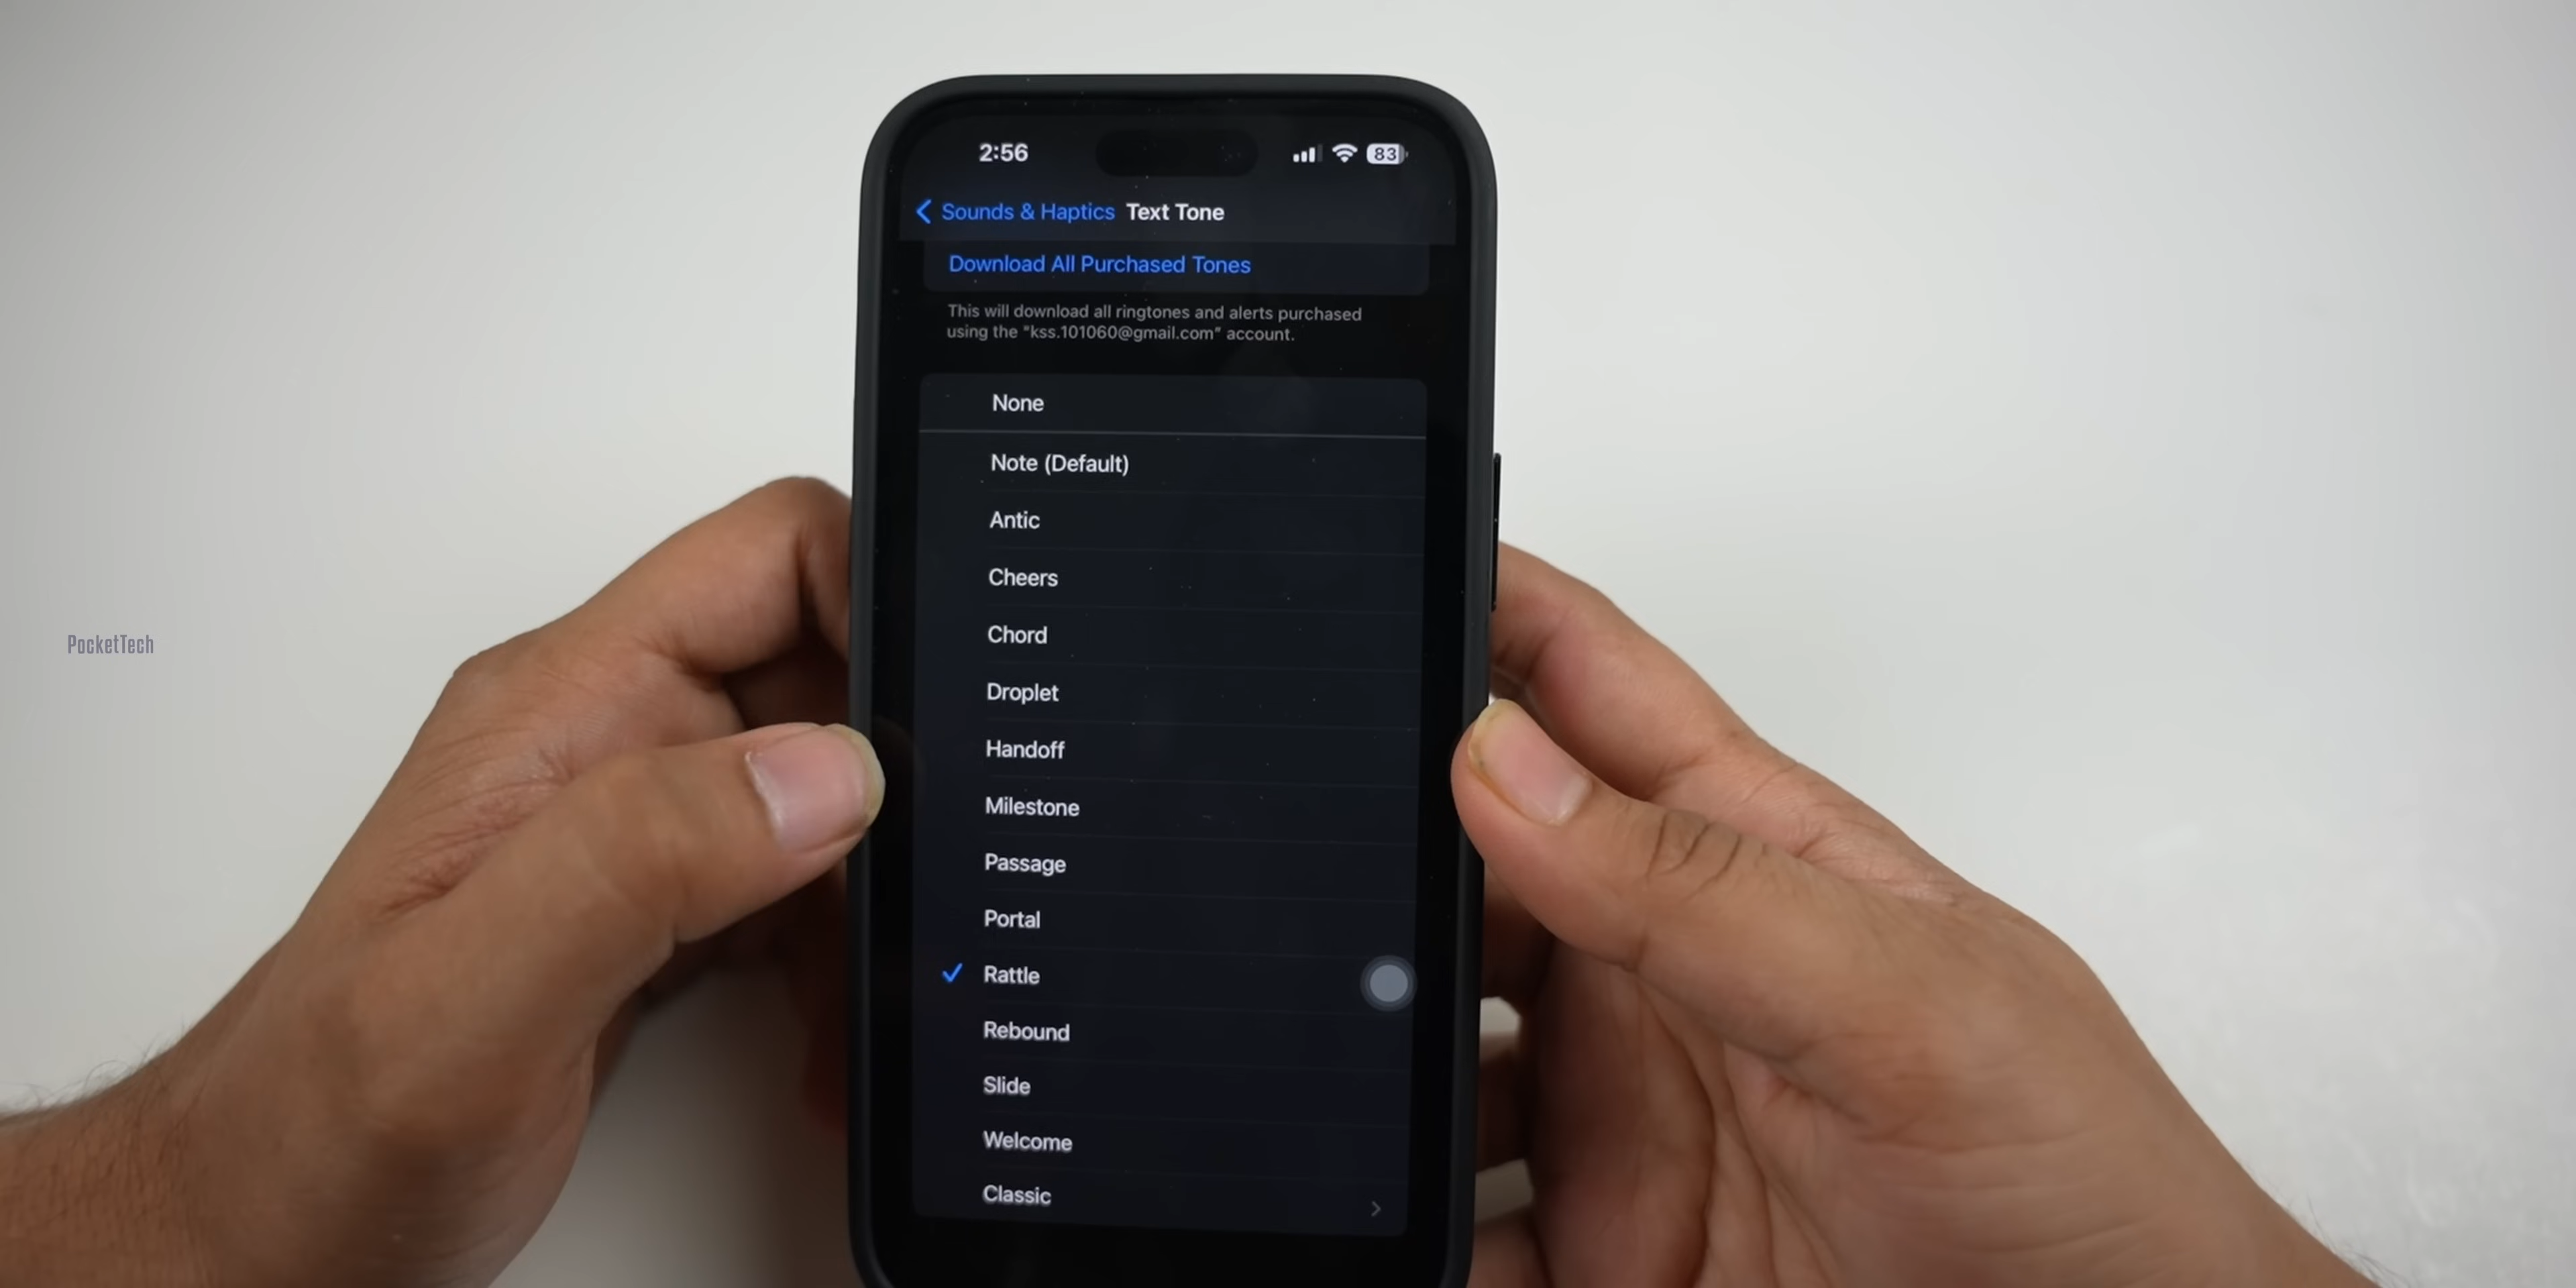 2:56
83
Sounds & Haptics Text Tone
Download All Purchased Tones
This will download all ringtones and alerts purchased
using the "kss.101060@gmail.com" account.
None
Note (Default)
Antic
Cheers
Chord
Droplet
PocketTech
Handoff
Milestone
Passage
Portal
Rattle
Rebound
Slide
Welcome
Classic